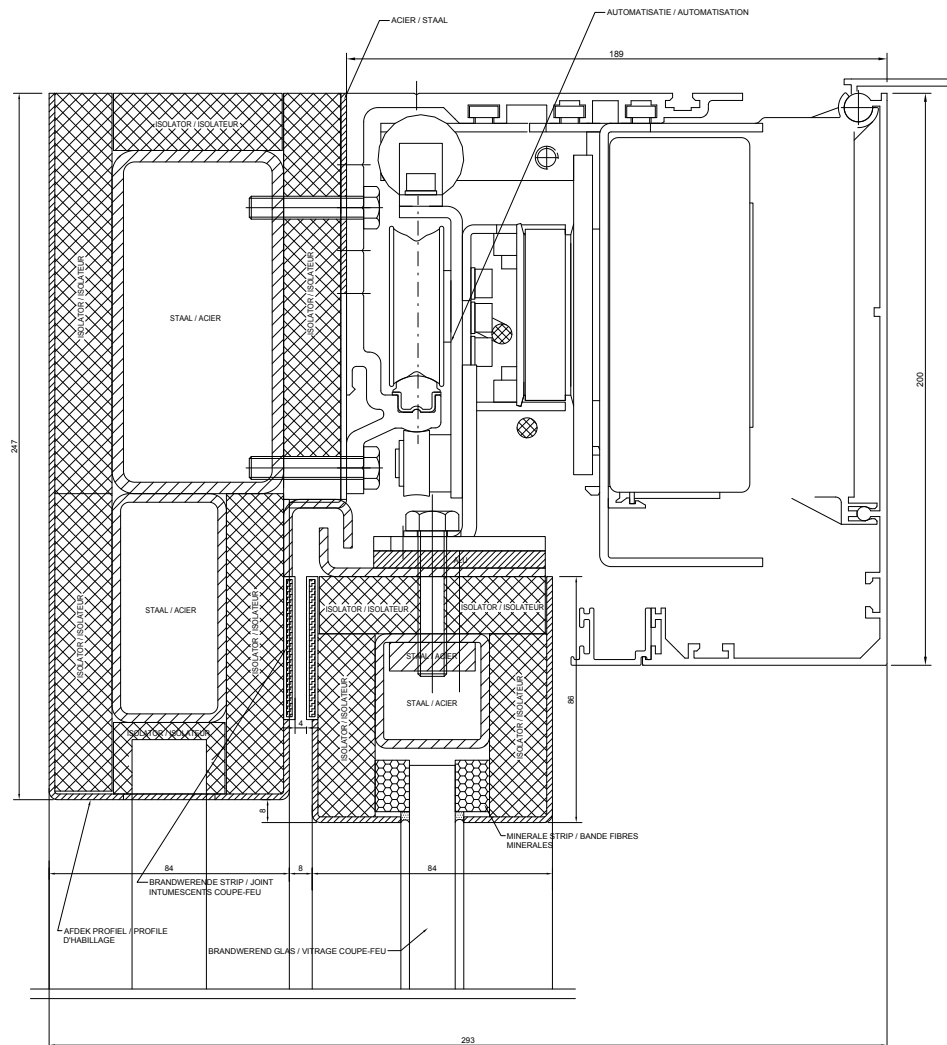 ACIER / STAAL
AUTOMATISATIE / AUTOMATISATION
189
ISOLATOR / ISOLATEUR
ISOLATOR / ISOLATEUR
ISOLATOR / ISOLATEUR
STAAL / ACIER
247
200
ALU
ISOLATOR / ISOLATEUR
ISOLATOR / ISOLATEUR
STAAL / ACIER
ISOLATOR / ISOLATEUR
ISOLATOR / ISOLATEUR
STAAL / ACIER
STAAL / ACIER
ISOLATOR / ISOLATEUR
ISOLATOR / ISOLATEUR
86
4
ISOLATOR / ISOLATEUR
8
MINERALE STRIP / BANDE FIBRES
MINERALES
84
8
84
BRANDWERENDE STRIP / JOINT
INTUMESCENTS COUPE-FEU
AFDEK PROFIEL / PROFILE
D'HABILLAGE
BRANDWEREND GLAS / VITRAGE COUPE-FEU
293